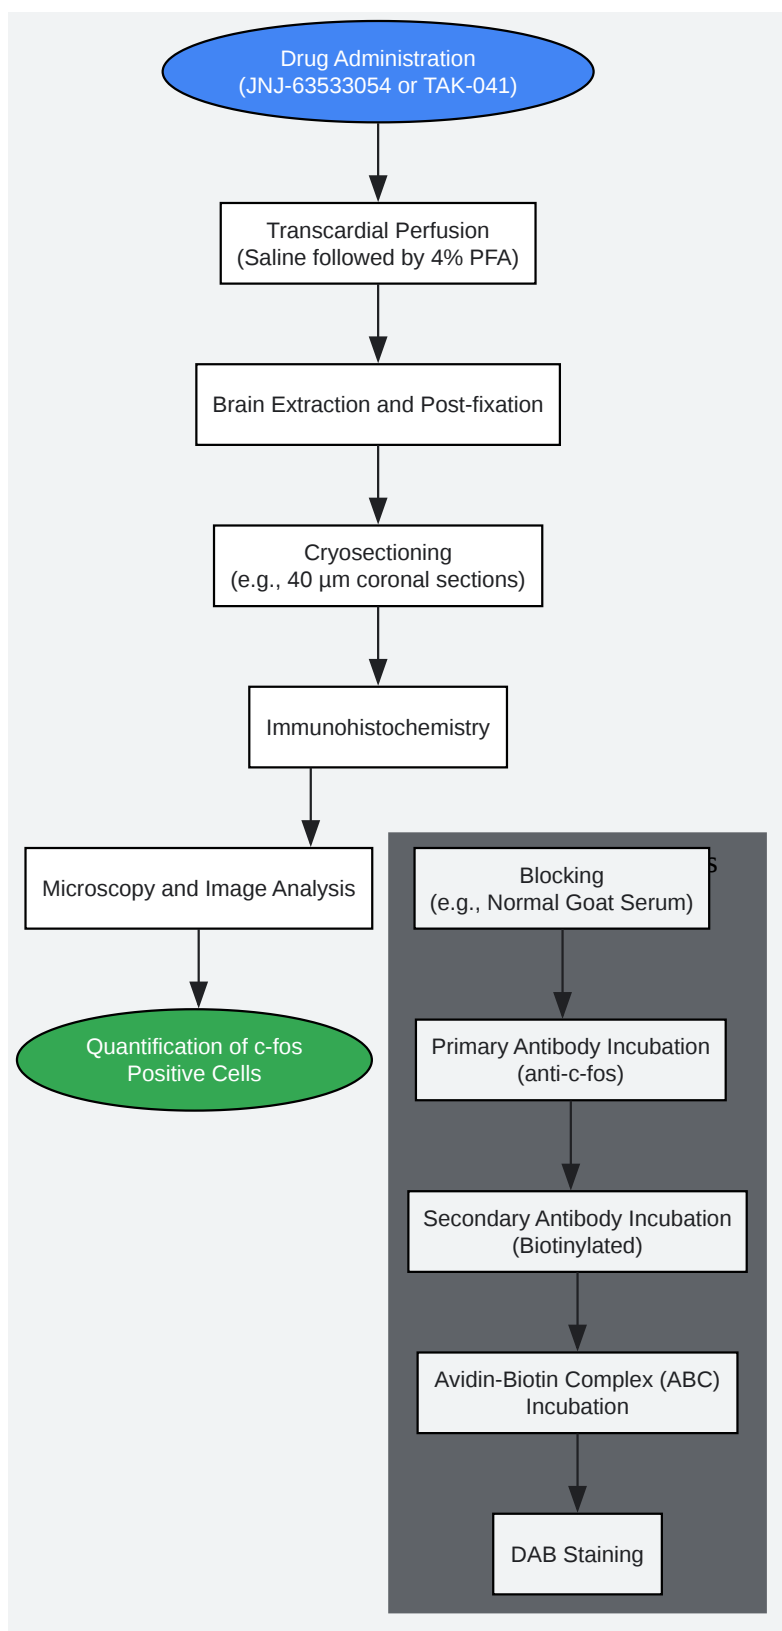 Drug Administration
(JNJ-63533054 or TAK-041)
Transcardial Perfusion
(Saline followed by 4% PFA)
Brain Extraction and Post-fixation
Cryosectioning
(e.g., 40 µm coronal sections)
Immunohistochemistry
Microscopy and Image Analysis
Quantification of c-fos
Positive Cells
Blocking
(e.g., Normal Goat Serum)
Primary Antibody Incubation
(anti-c-fos)
Secondary Antibody Incubation
(Biotinylated)
Avidin-Biotin Complex (ABC)
Incubation
DAB Staining